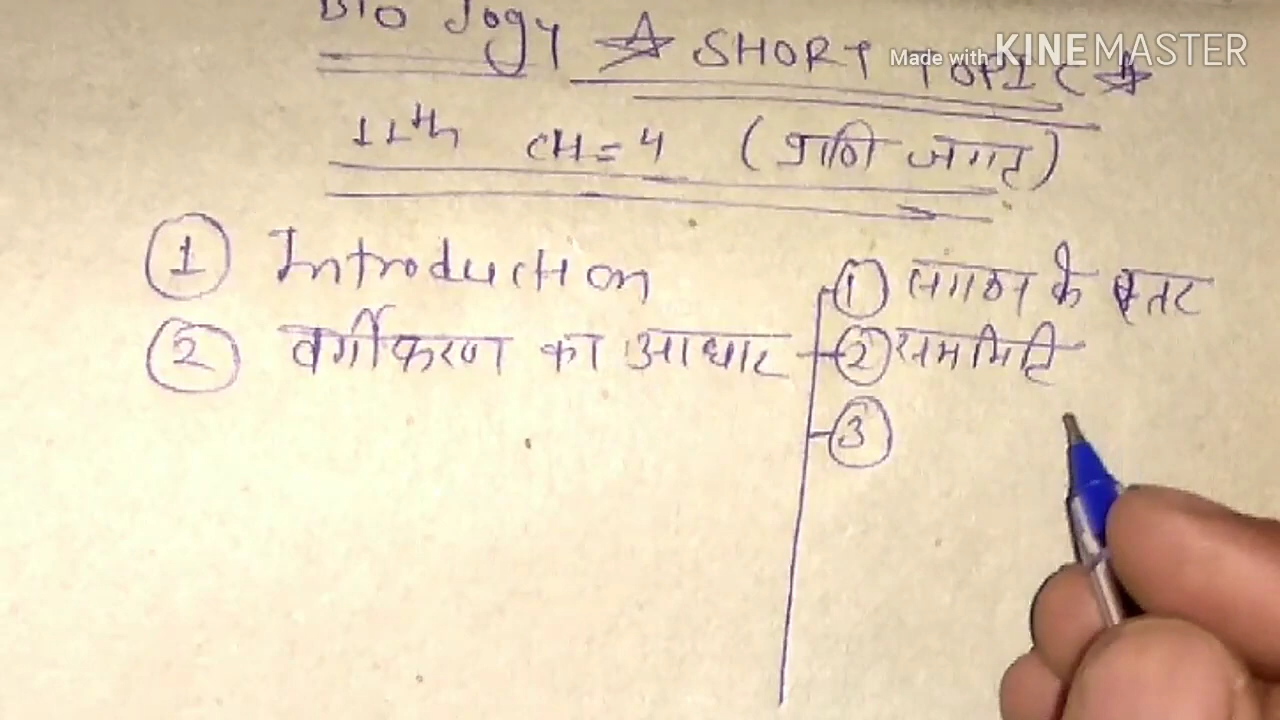 Biology ☆ SHORT TOPIC ☆
Made with KINEMASTER
11th CH = 4 (प्राणि जगत)
① Introduction
② वर्गीकरण का आधार
① संगठन के स्तर
② सममिति
③